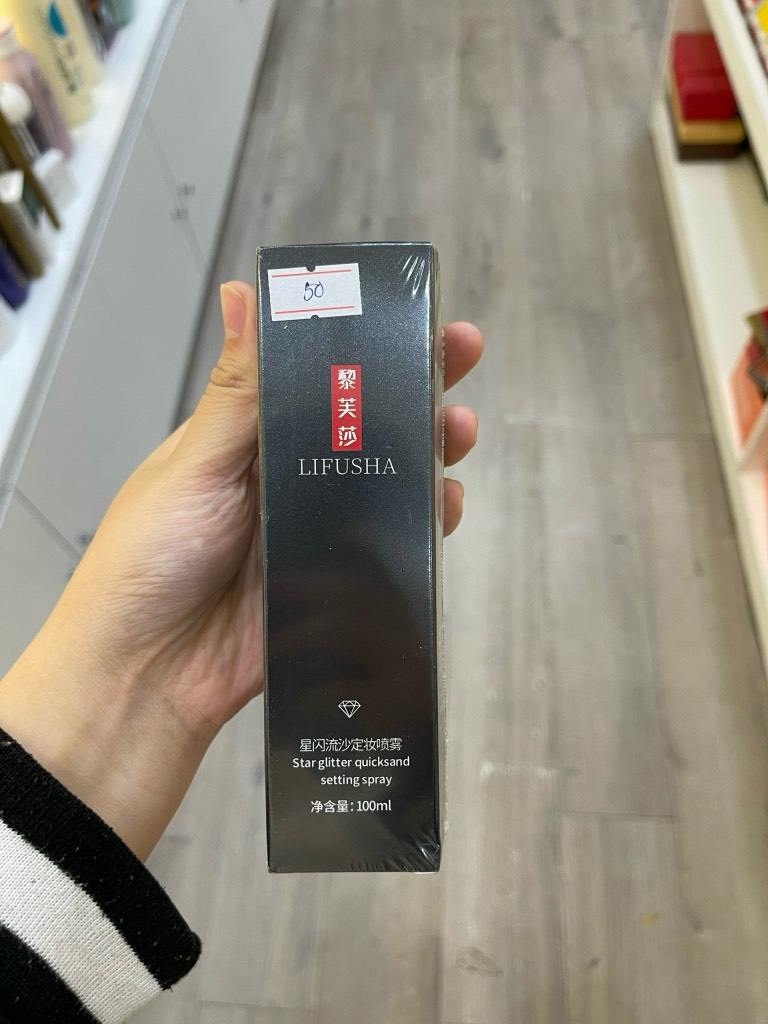 50
黎
芙
莎
LIFUSHA
星闪流沙定妆喷雾
Star glitter quicksand
setting spray
净含量：100ml